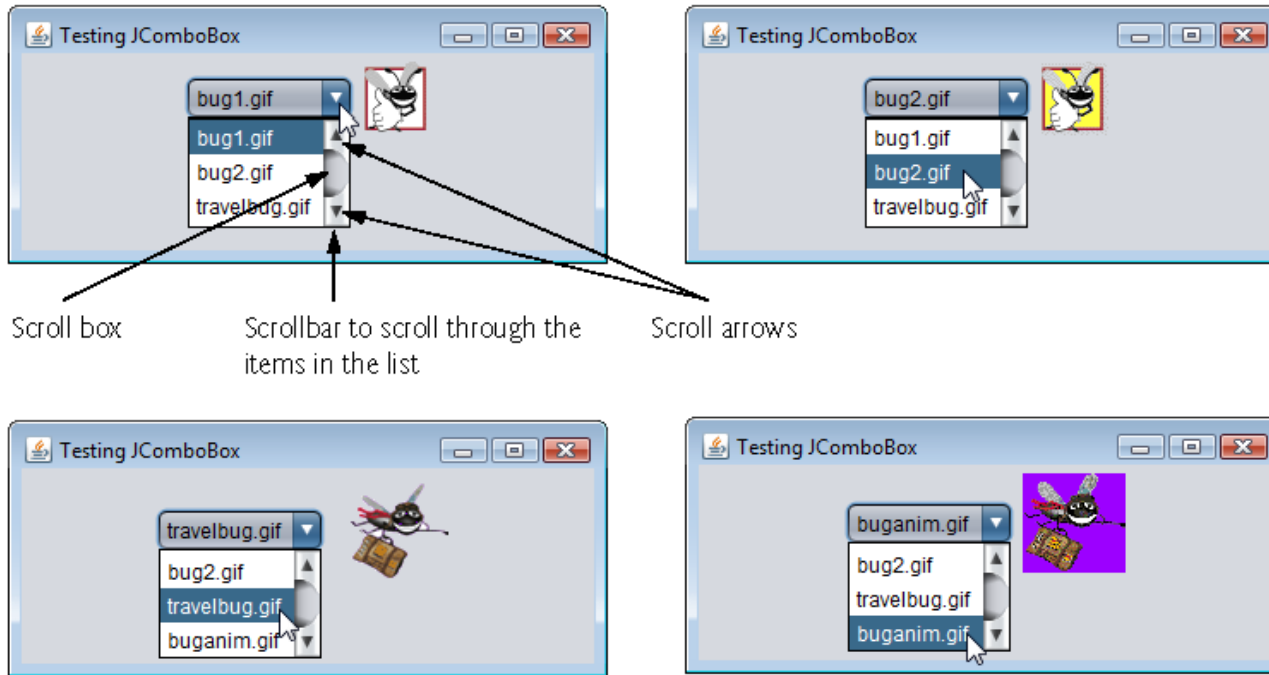 Testing JComboBox
bug1.gif
bug1.gif
bug2.gif
travelbug.gif
Testing JComboBox
bug2.gif
bug1.gif
bug2.gif
travelbug.gif
Scroll box
Scrollbar to scroll through the
items in the list
Scroll arrows
Testing JComboBox
travelbug.gif
bug2.gif
travelbug.gif
buganim.gif
Testing JComboBox
buganim.gif
bug2.gif
travelbug.gif
buganim.gif